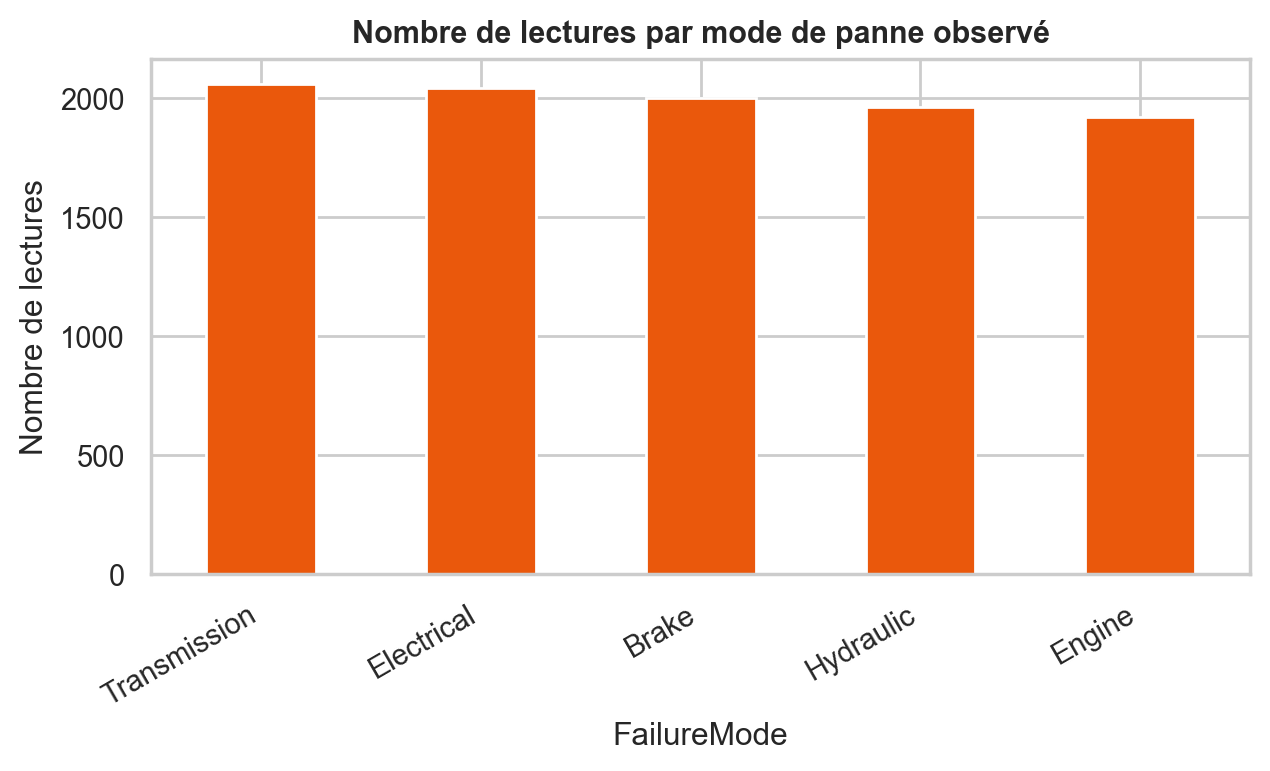 Nombre de lectures par mode de panne observé
Nombre de lectures
2000
1500
1000
500
0
Transmission
Electrical
Brake
Hydraulic
Engine
FailureMode